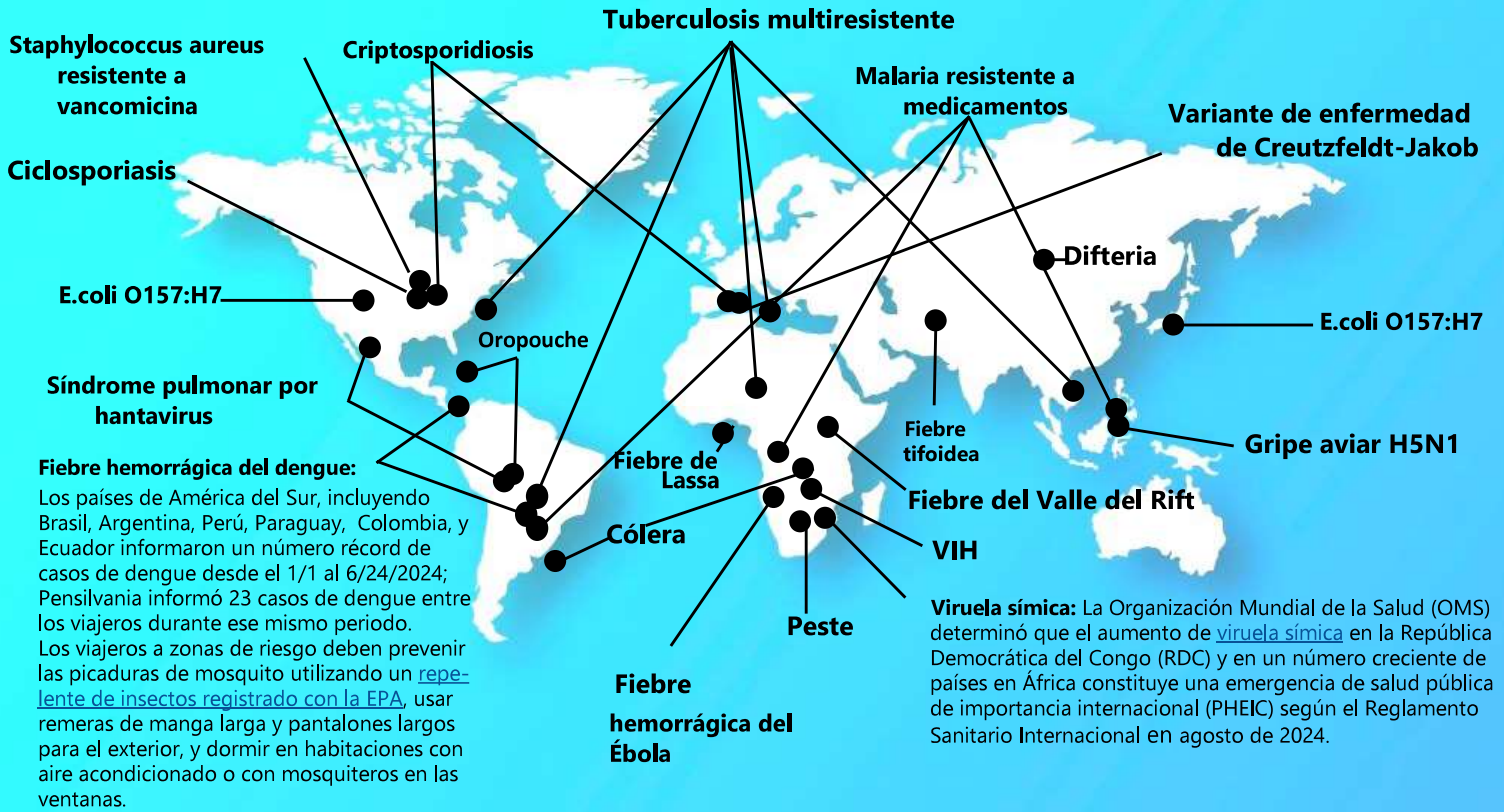 Tuberculosis multiresistente
Staphylococcus aureus
resistente a
vancomicina
Criptosporidiosis
Malaria resistente a
medicamentos
Variante de enfermedad
de Creutzfeldt-Jakob
Ciclosporiasis
Difteria
E.coli O157:H7
E.coli O157:H7
Oropouche
Síndrome pulmonar por
hantavirus
Fiebre
tifoidea
Gripe aviar H5N1
Fiebre de
Lassa
Fiebre del Valle del Rift
Cólera
VIH
Peste
Fiebre
hemorrágica del
Ébola
Fiebre hemorrágica del dengue:
Los países de América del Sur, incluyendo
Brasil, Argentina, Perú, Paraguay, Colombia, y
Ecuador informaron un número récord de
casos de dengue desde el 1/1 al 6/24/2024;
Pensilvania informó 23 casos de dengue entre
los viajeros durante ese mismo periodo.
Los viajeros a zonas de riesgo deben prevenir
las picaduras de mosquito utilizando un repe-
lente de insectos registrado con la EPA, usar
remeras de manga larga y pantalones largos
para el exterior, y dormir en habitaciones con
aire acondicionado o con mosquiteros en las
ventanas.
Viruela símica: La Organización Mundial de la Salud (OMS)
determinó que el aumento de viruela símica en la República
Democrática del Congo (RDC) y en un número creciente de
países en África constituye una emergencia de salud pública
de importancia internacional (PHEIC) según el Reglamento
Sanitario Internacional en agosto de 2024.